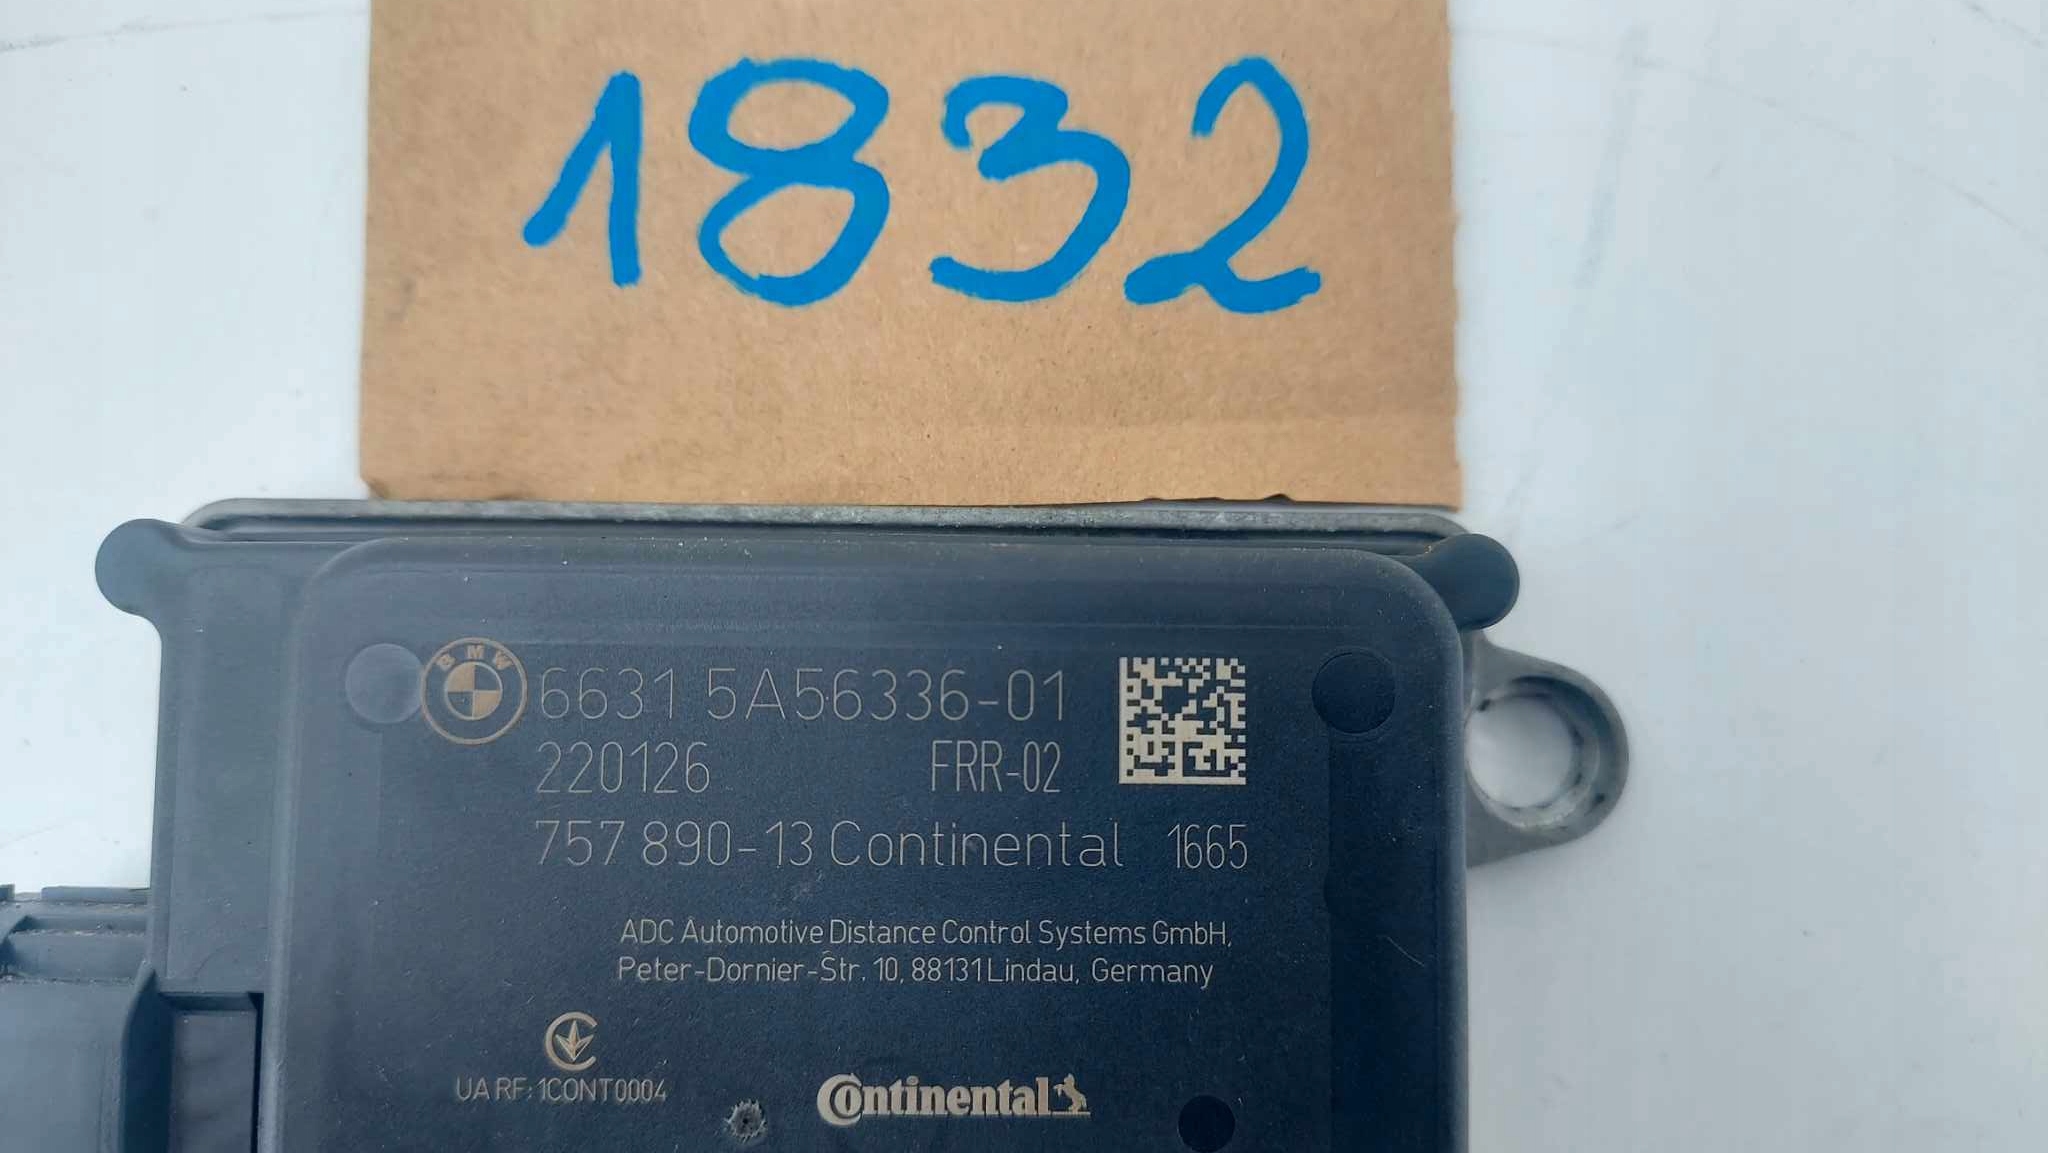 1832
BMW
6631 5A56336-01
220126 FRR-02
757 890-13 Continental 1665
ADC Automotive Distance Control Systems GmbH,
Peter-Dornier-Str. 10, 88131 Lindau, Germany
UA RF: 1CONT0004
Continental